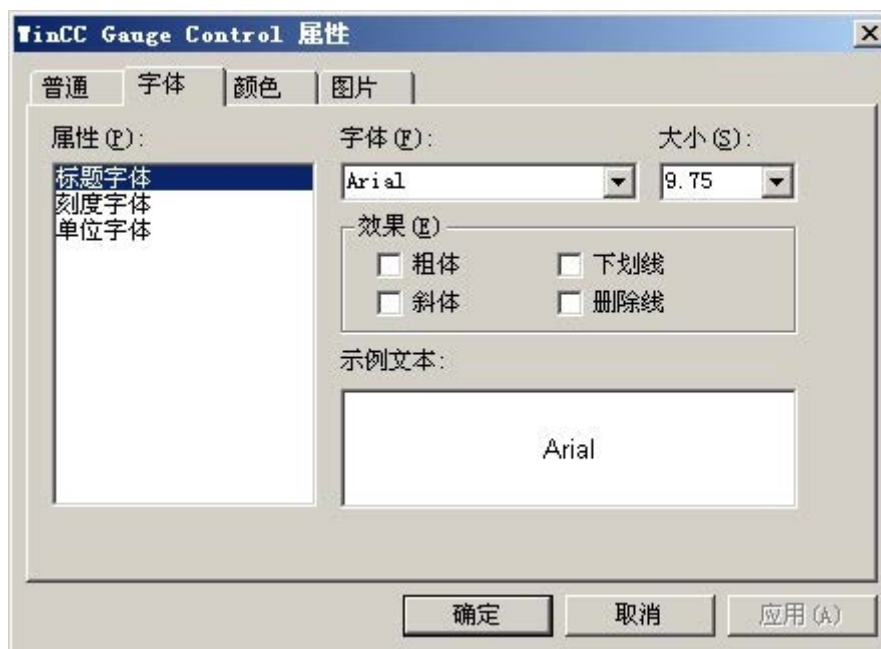 WinCC Gauge Control 属性
普通 字体 颜色 图片
属性(P): 字体(F): 大小(S):
标题字体 Arial 9.75
刻度字体
单位字体
效果(E)
粗体 下划线
斜体 删除线
示例文本:
Arial
确定 取消 应用(A)